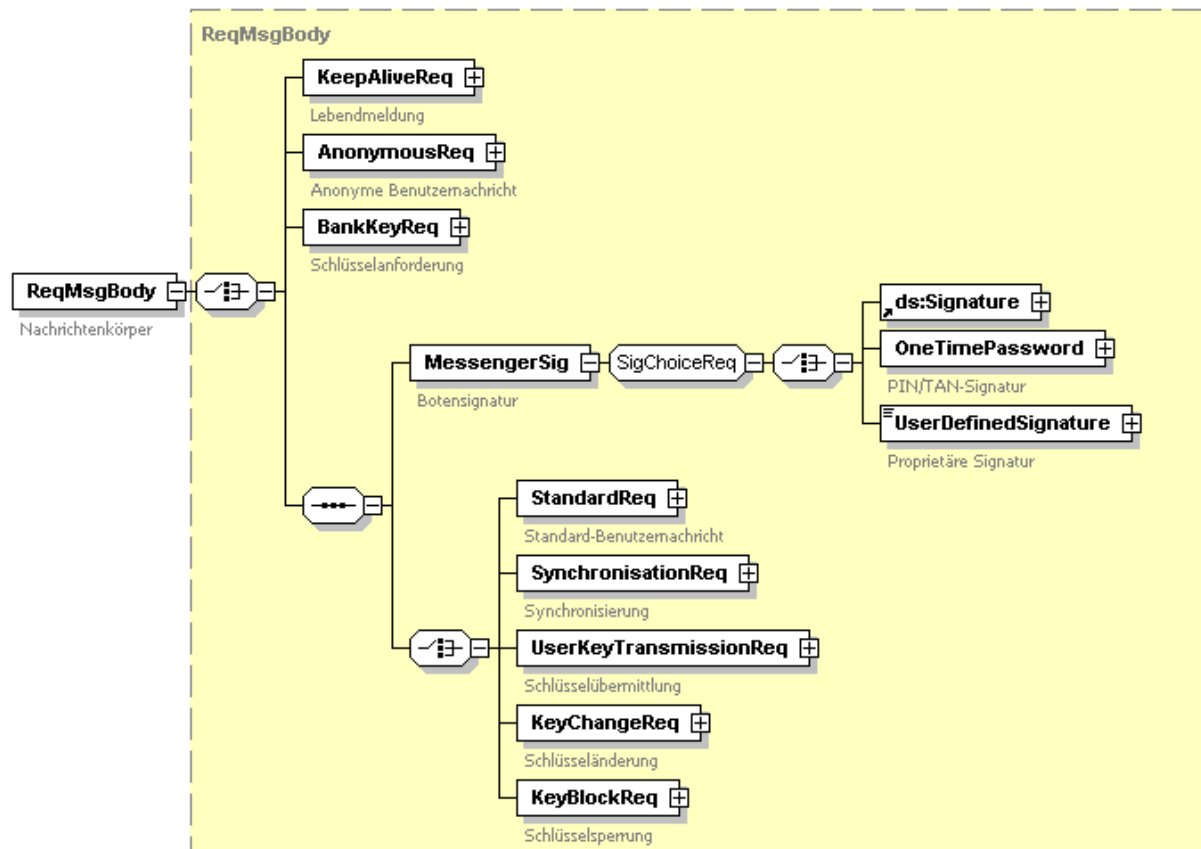 ReqMsgBody
KeepAliveReq
Lebendmeldung
AnonymousReq
Anonyme Benutzernachricht
BankKeyReq
Schlüsselanforderung
ReqMsgBody
Nachrichtenkörper
MessengerSig
Botensignatur
SigChoiceReq
ds:Signature
OneTimePassword
PIN/TAN-Signatur
UserDefinedSignature
Proprietäre Signatur
StandardReq
Standard-Benutzernachricht
SynchronisationReq
Synchronisierung
UserKeyTransmissionReq
Schlüsselübermittlung
KeyChangeReq
Schlüsseländerung
KeyBlockReq
Schlüsselsperrung